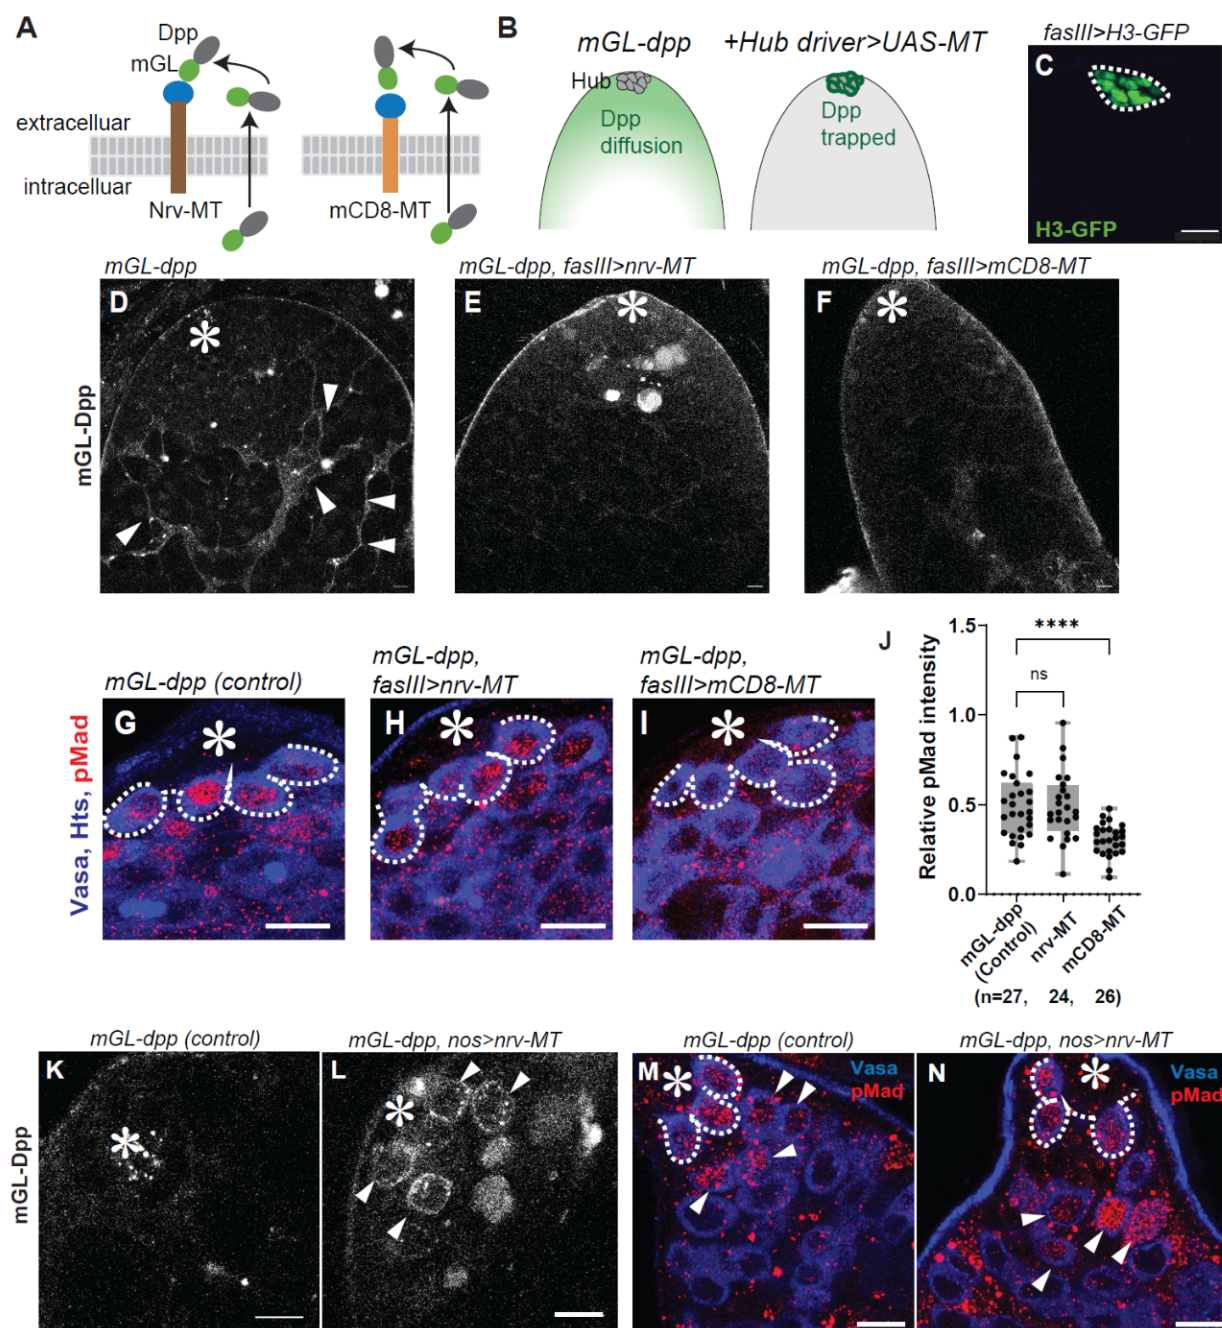 A
Dpp
mGL
extracelluar
intracelluar
Nrv-MT
mCD8-MT
B
mGL-dpp
+Hub driver>UAS-MT
Hub
Dpp
diffusion
Dpp
trapped
fasIII>H3-GFP
C
H3-GFP
mGL-dpp
mGL-dpp, fasIII>nrv-MT
mGL-dpp, fasIII>mCD8-MT
D
E
F
mGL-Dpp
mGL-dpp (control)
mGL-dpp,
fasIII>nrv-MT
mGL-dpp,
fasIII>mCD8-MT
G
H
I
Vasa, Hts, pMad
J
Relative pMad intensity
1.5
1.0
0.5
0.0
****
ns
mGL-dpp
(Control)
nrv-MT
mCD8-MT
(n=27, 24, 26)
mGL-dpp (control)
mGL-dpp, nos>nrv-MT
mGL-dpp (control)
mGL-dpp, nos>nrv-MT
K
L
M
Vasa
pMad
N
Vasa
pMad
mGL-Dpp